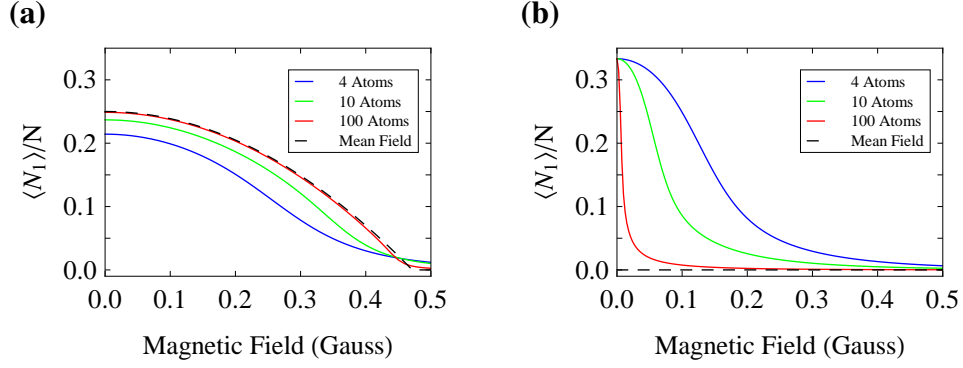 (a)
⟨N₁⟩/N
0.3
0.2
0.1
0.0
4 Atoms
10 Atoms
100 Atoms
Mean Field
0.0 0.1 0.2 0.3 0.4 0.5
Magnetic Field (Gauss)
(b)
⟨N₁⟩/N
0.3
0.2
0.1
0.0
4 Atoms
10 Atoms
100 Atoms
Mean Field
0.0 0.1 0.2 0.3 0.4 0.5
Magnetic Field (Gauss)